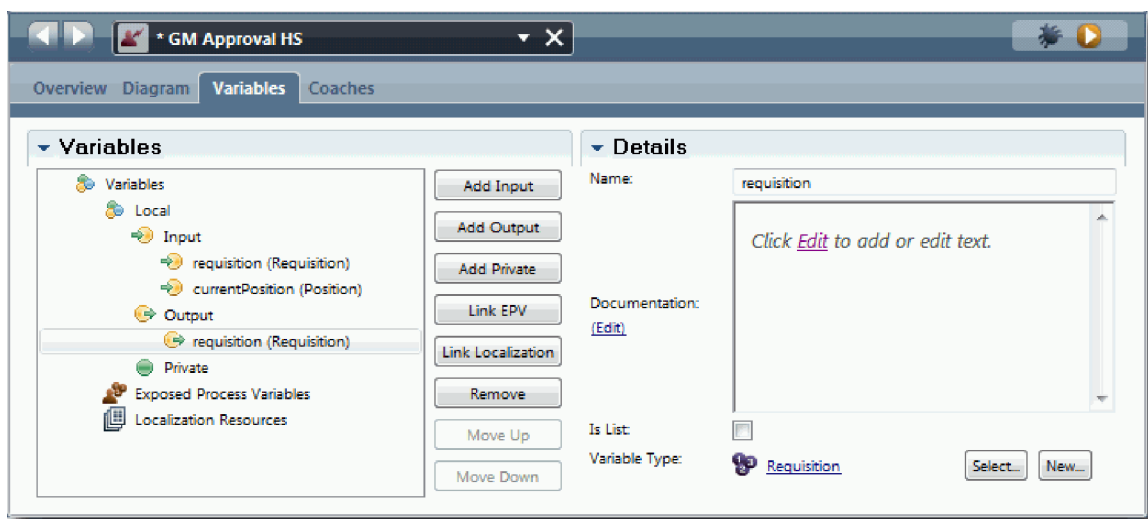 * GM Approval HS
Overview Diagram Variables Coaches
Variables
Variables
Local
Input
requisition (Requisition)
currentPosition (Position)
Output
requisition (Requisition)
Private
Exposed Process Variables
Localization Resources
Add Input
Add Output
Add Private
Link EPV
Link Localization
Remove
Move Up
Move Down
Details
Name: requisition
Click Edit to add or edit text.
Documentation:
(Edit)
Is List:
Variable Type: Requisition Select... New...